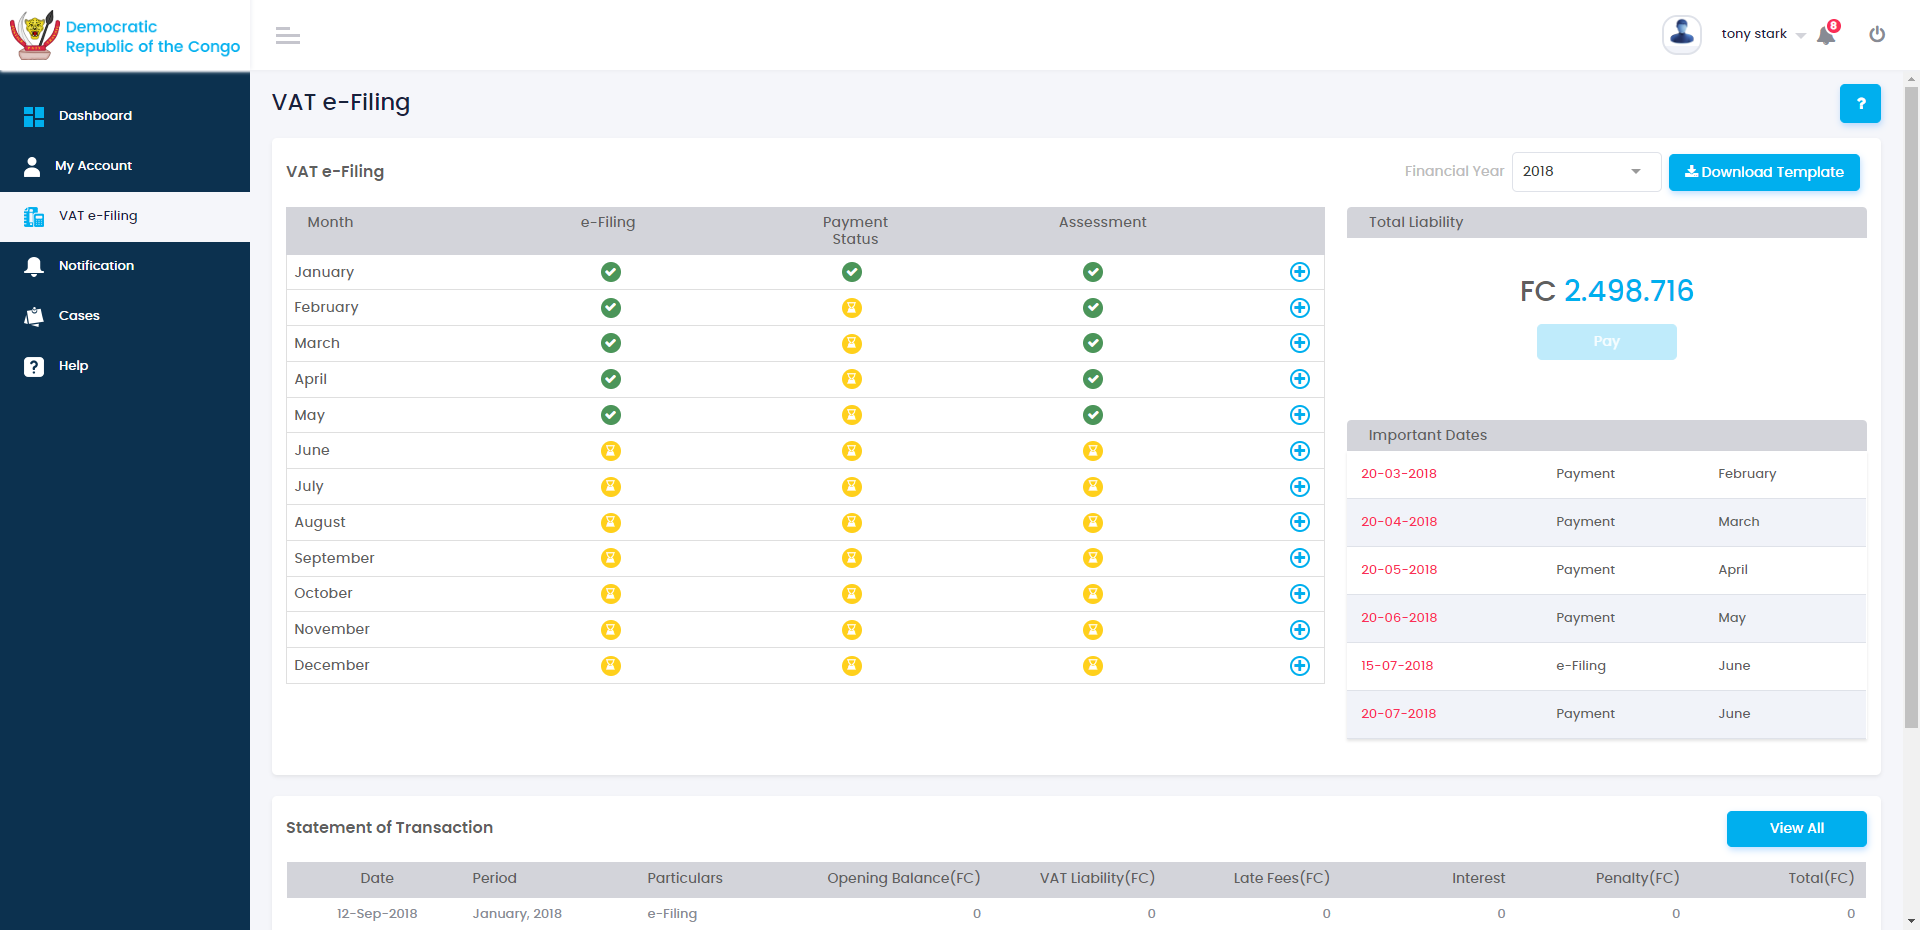 Democratic
Republic of the Congo
tony stark
8
Dashboard
My Account
VAT e-Filing
Notification
Cases
? Help
VAT e-Filing
?
VAT e-Filing
Financial Year 2018 Download Template
Month e-Filing Payment Status Assessment
January
February
March
April
May
June
July
August
September
October
November
December
Total Liability
FC 2.498.716
Pay
Important Dates
20-03-2018 Payment February
20-04-2018 Payment March
20-05-2018 Payment April
20-06-2018 Payment May
15-07-2018 e-Filing June
20-07-2018 Payment June
Statement of Transaction
View All
Date Period Particulars Opening Balance(FC) VAT Liability(FC) Late Fees(FC) Interest Penalty(FC) Total(FC)
12-Sep-2018 January, 2018 e-Filing 0 0 0 0 0 0